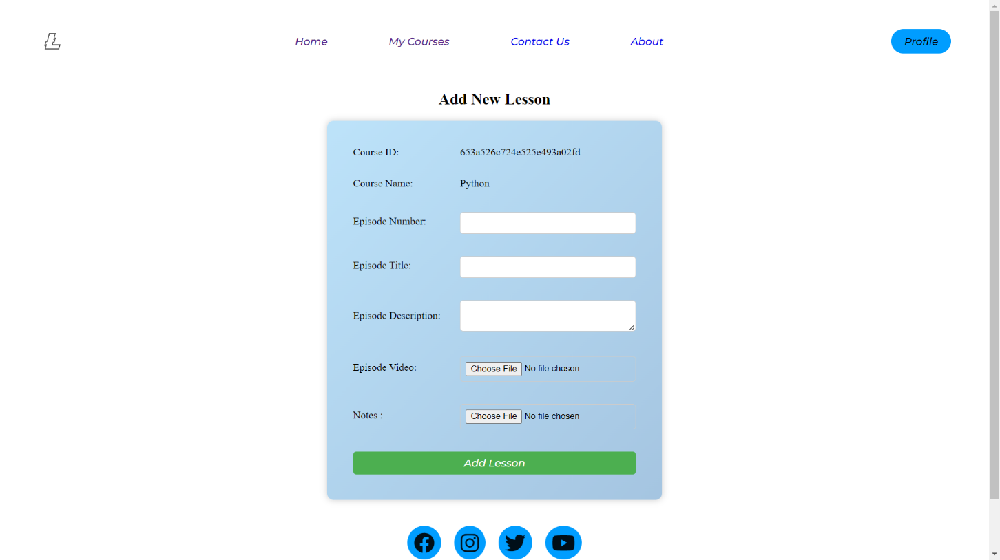 Ł
Home My Courses Contact Us About Profile
Add New Lesson
Course ID: 653a526c724e525e493a02fd
Course Name: Python
Episode Number:
Episode Title:
Episode Description:
Episode Video: Choose File No file chosen
Notes : Choose File No file chosen
Add Lesson